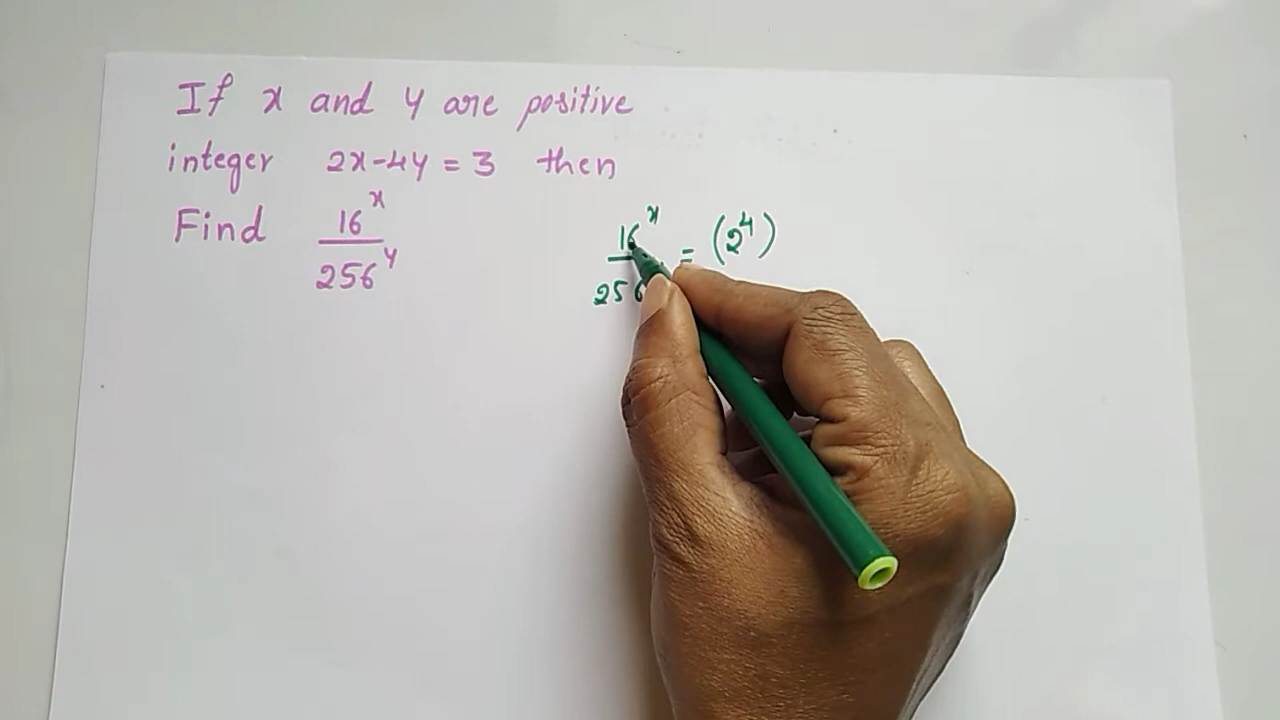 If x and y are positive
integer 2x-4y = 3 then
Find 16^x / 256^y
16^x / 256 = (2^4)